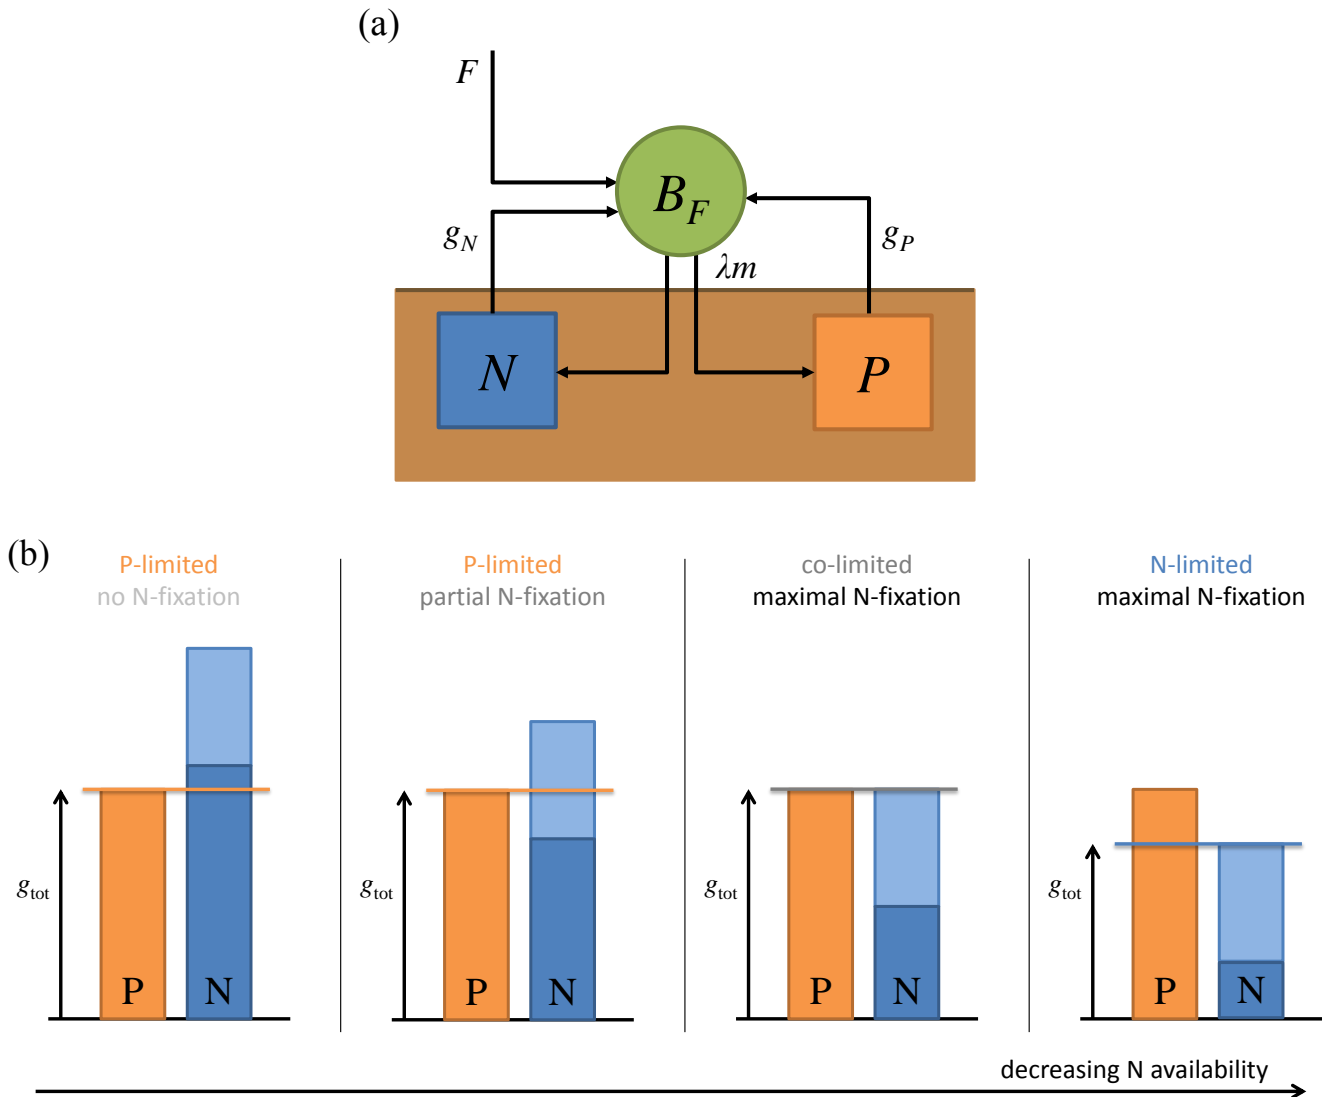 (a)
F
B_F
g_N
g_P
λm
N
P
(b)
P-limited
no N-fixation
P-limited
partial N-fixation
co-limited
maximal N-fixation
N-limited
maximal N-fixation
g_tot
g_tot
g_tot
g_tot
P
N
P
N
P
N
P
N
decreasing N availability